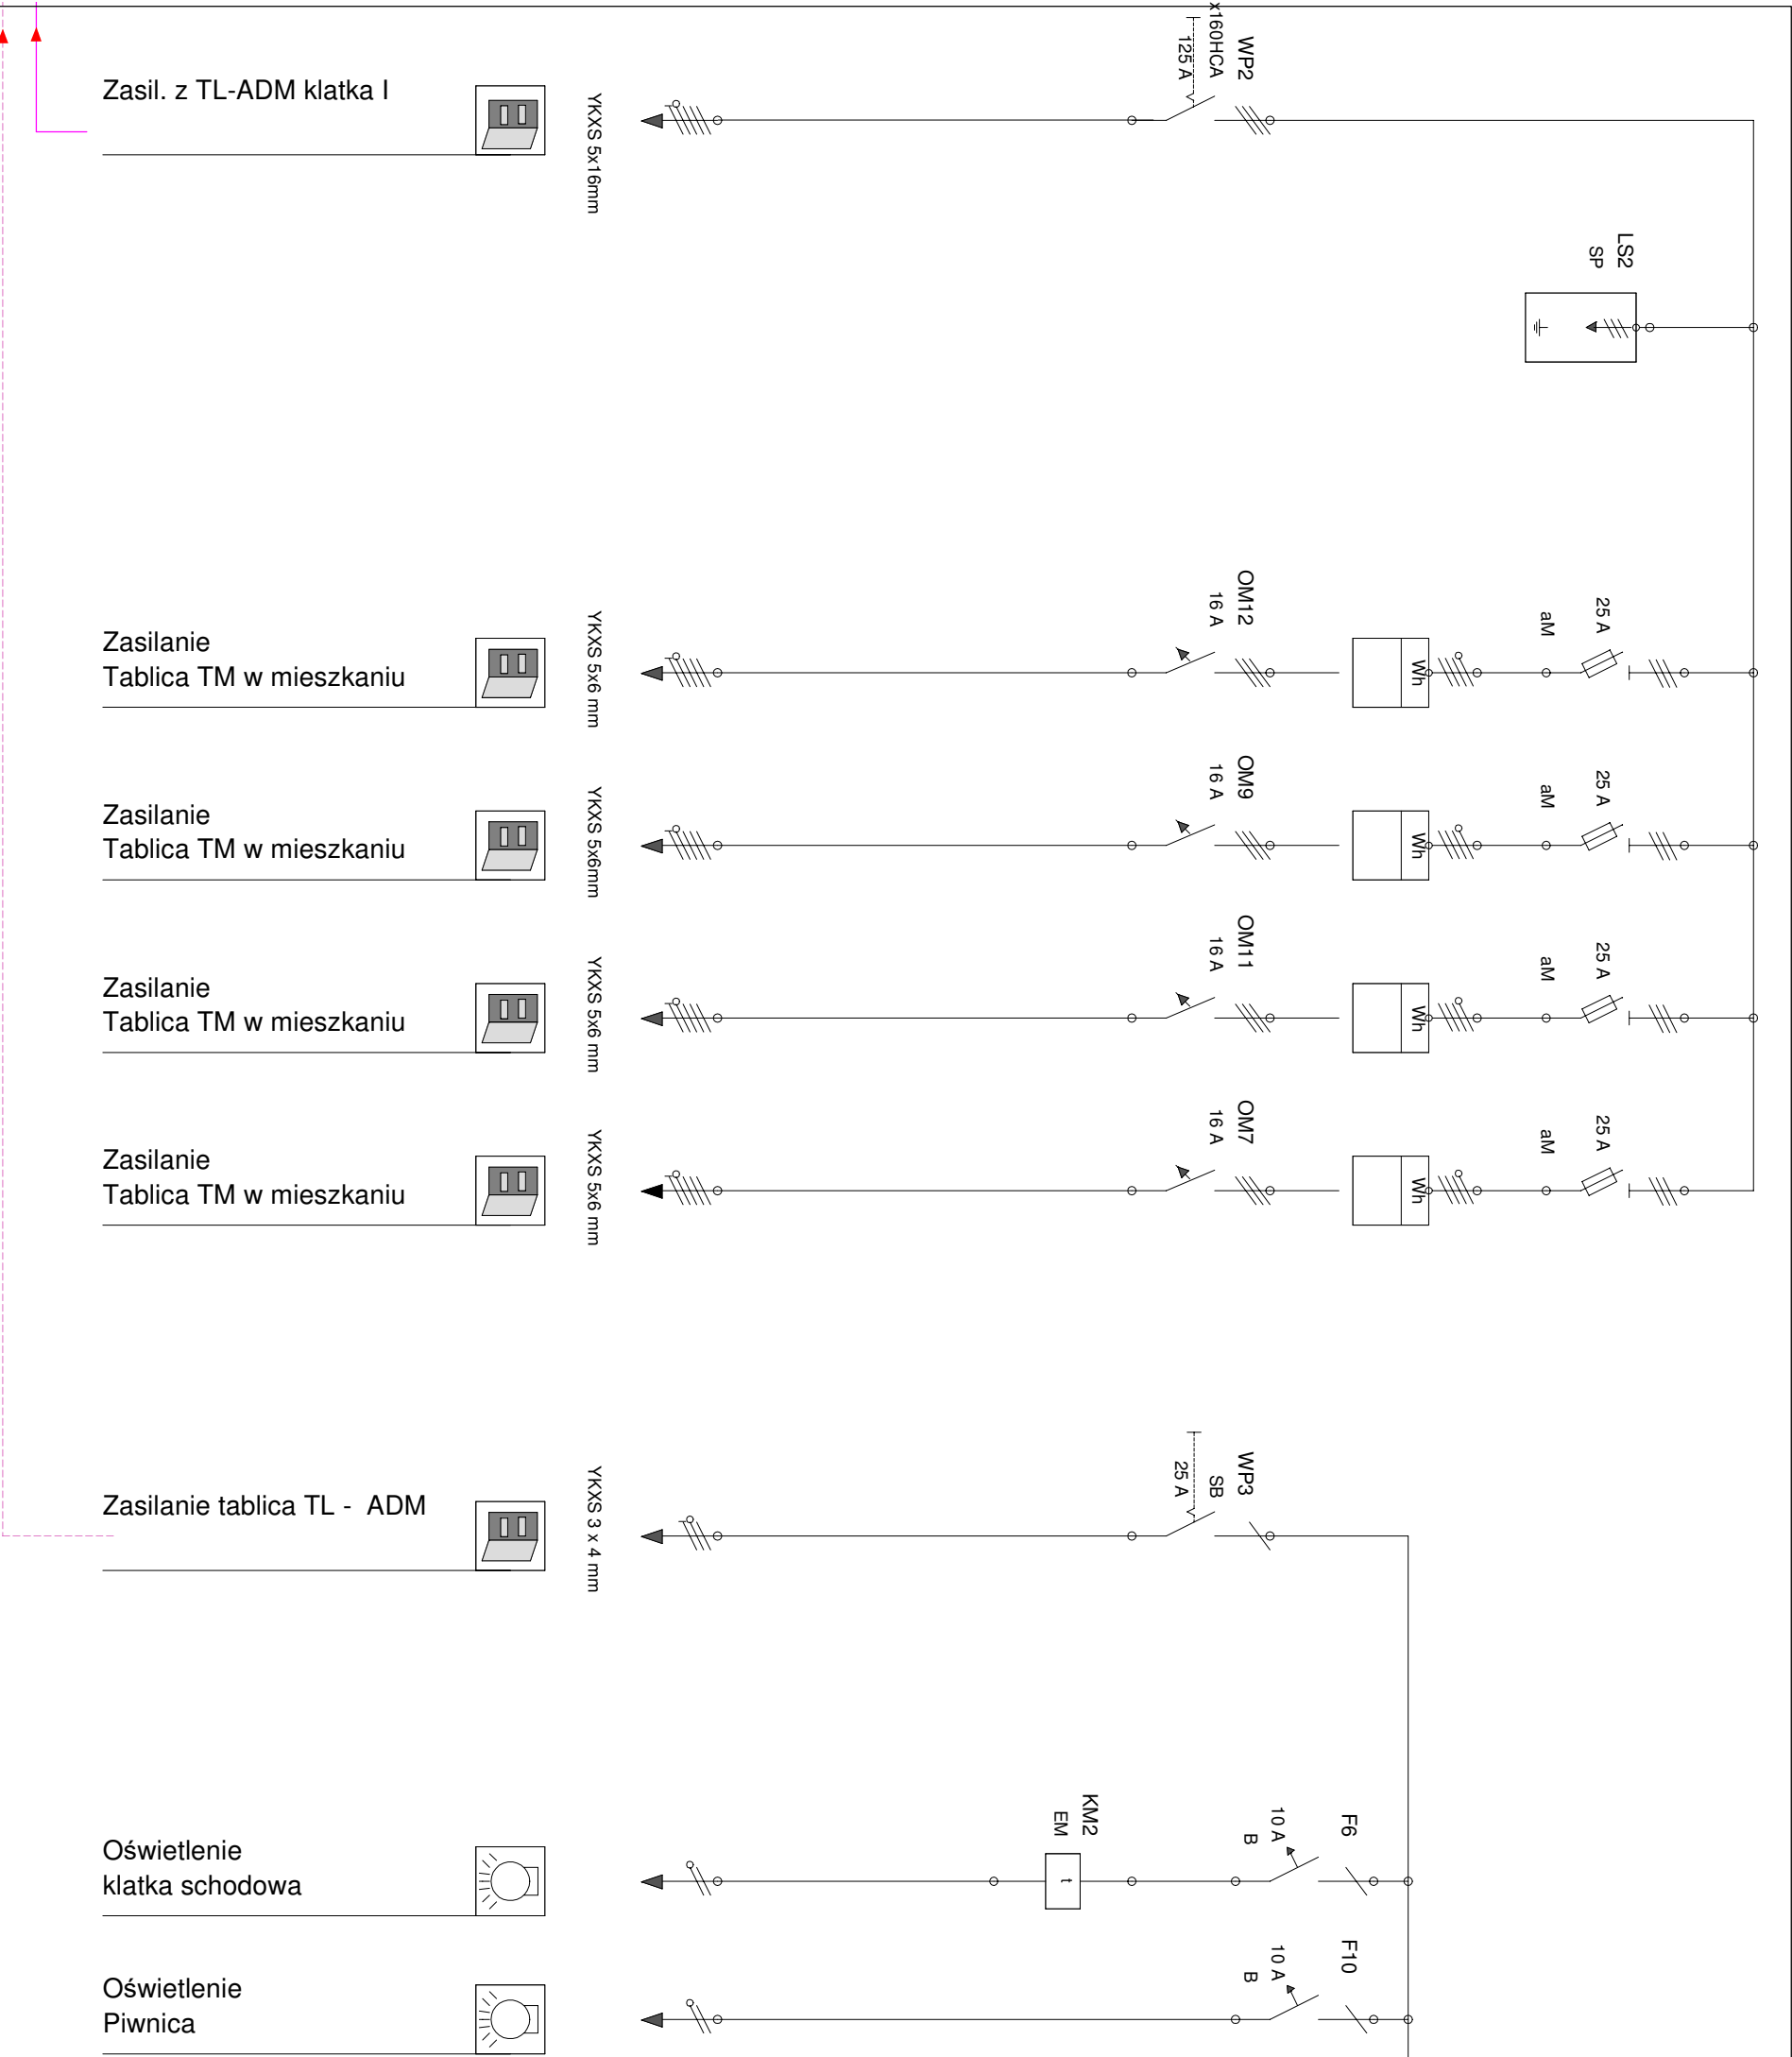 Zasil. z TL-ADM klatka I
YKXS 5x16mm
WP2
x160HCA
125 A
LS2
SP
Zasilanie
Tablica TM w mieszkaniu
YKXS 5x6 mm
OM12
16 A
Wh
25 A
aM
Zasilanie
Tablica TM w mieszkaniu
YKXS 5x6mm
OM9
16 A
Wh
25 A
aM
Zasilanie
Tablica TM w mieszkaniu
YKXS 5x6 mm
OM11
16 A
Wh
25 A
aM
Zasilanie
Tablica TM w mieszkaniu
YKXS 5x6 mm
OM7
16 A
Wh
25 A
aM
Zasilanie tablica TL - ADM
YKXS 3 x 4 mm
WP3
SB
25 A
Oświetlenie
klatka schodowa
KM2
EM
t
F6
10 A
B
Oświetlenie
Piwnica
F10
10 A
B